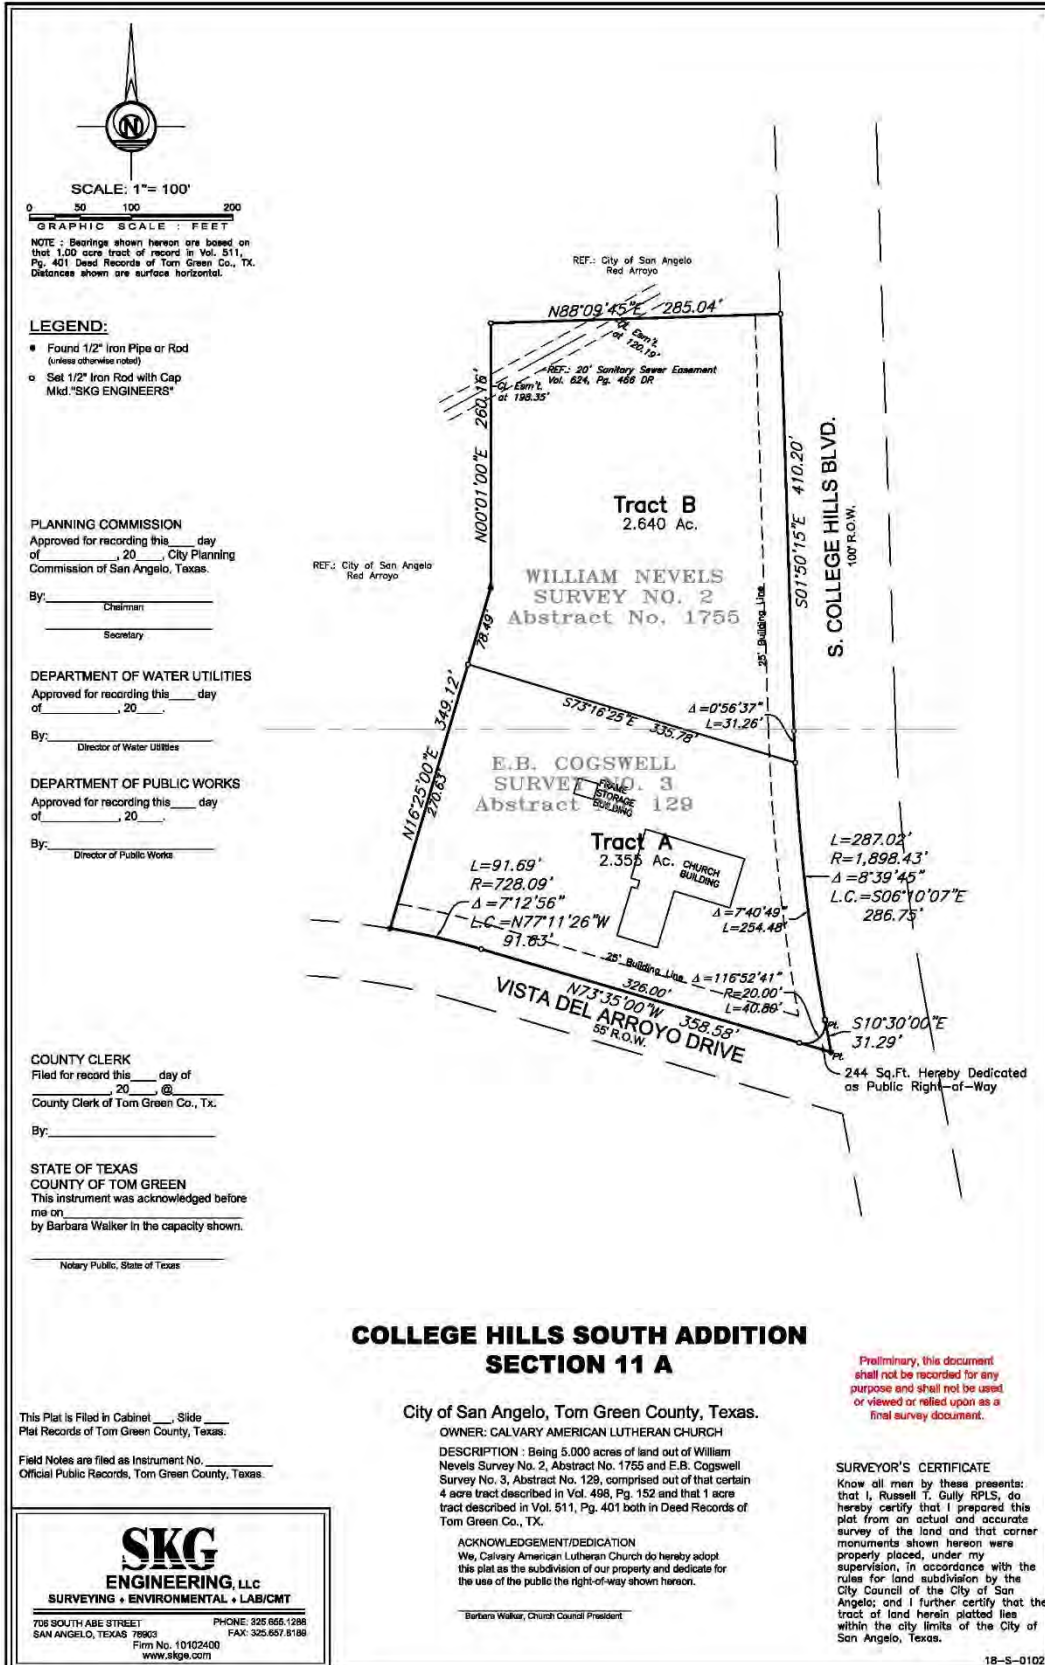 N
SCALE: 1"= 100'
0 50 100 200
GRAPHIC SCALE : FEET
NOTE : Bearings shown hereon are based on
that 1.00 acre tract of record in Vol. 511,
Pg. 401 Deed Records of Tom Green Co., TX.
Distances shown are surface horizontal.
LEGEND:
Found 1/2" Iron Pipe or Rod
(unless otherwise noted)
Set 1/2" Iron Rod with Cap
Mkd."SKG ENGINEERS"
PLANNING COMMISSION
Approved for recording this____ day
of__________, 20____, City Planning
Commission of San Angelo, Texas.
By:____________________
Chairman
Secretary
DEPARTMENT OF WATER UTILITIES
Approved for recording this____ day
of__________, 20____.
By:____________________
Director of Water Utilities
DEPARTMENT OF PUBLIC WORKS
Approved for recording this____ day
of__________, 20____.
By:____________________
Director of Public Works
COUNTY CLERK
Filed for record this____ day of
__________, 20____, @______
County Clerk of Tom Green Co., Tx.
By:____________________
STATE OF TEXAS
COUNTY OF TOM GREEN
This instrument was acknowledged before
me on____________________
by Barbara Walker in the capacity shown.
Notary Public, State of Texas
This Plat is Filed in Cabinet ___, Slide ____
Plat Records of Tom Green County, Texas.
Field Notes are filed as Instrument No. ________
Official Public Records, Tom Green County, Texas.
REF.: City of San Angelo
Red Arroyo
N88°09'45"E 285.04'
CL Esm't.
at 120.19'
REF.: 20' Sanitary Sewer Easement
Vol. 624, Pg. 466 DR
CL Esm't.
at 198.35'
N00°01'00"E 260.16'
Tract B
2.640 Ac.
S01°50'15"E 410.20'
S. COLLEGE HILLS BLVD.
100' R.O.W.
25' Building Line
REF.: City of San Angelo
Red Arroyo
WILLIAM NEVELS
SURVEY NO. 2
Abstract No. 1755
78.49'
S73°16'25"E 335.78'
Δ=0°56'37"
L=31.26'
N16°25'00"E 349.12'
270.63'
E.B. COGSWELL
SURVEY NO. 3
Abstract 129
FRAME
STORAGE
BUILDING
Tract A
2.355 Ac.
CHURCH
BUILDING
L=91.69'
R=728.09'
Δ=7°12'56"
L.C.=N77°11'26"W
91.63'
L=287.02'
R=1,898.43'
Δ=8°39'45"
L.C.=S06°10'07"E
286.75'
Δ=7°40'49"
L=254.48'
25' Building Line
Δ=116°52'41"
R=20.00'
L=40.80'
326.00'
N73°35'00"W 358.58'
VISTA DEL ARROYO DRIVE
55' R.O.W.
Pt.
S10°30'00"E
31.29'
Pt.
244 Sq.Ft. Hereby Dedicated
as Public Right-of-Way
COLLEGE HILLS SOUTH ADDITION
SECTION 11 A
City of San Angelo, Tom Green County, Texas.
OWNER: CALVARY AMERICAN LUTHERAN CHURCH
DESCRIPTION : Being 5.000 acres of land out of William
Nevels Survey No. 2, Abstract No. 1755 and E.B. Cogswell
Survey No. 3, Abstract No. 129, comprised out of that certain
4 acre tract described in Vol. 498, Pg. 152 and that 1 acre
tract described in Vol. 511, Pg. 401 both in Deed Records of
Tom Green Co., TX.
ACKNOWLEDGEMENT/DEDICATION
We, Calvary American Lutheran Church do hereby adopt
this plat as the subdivision of our property and dedicate for
the use of the public the right-of-way shown hereon.
Barbara Walker, Church Council President
Preliminary, this document
shall not be recorded for any
purpose and shall not be used
or viewed or relied upon as a
final survey document.
SURVEYOR'S CERTIFICATE
Know all men by these presents:
that I, Russell T. Gully RPLS, do
hereby certify that I prepared this
plat from an actual and accurate
survey of the land and that corner
monuments shown hereon were
properly placed, under my
supervision, in accordance with the
rules for land subdivision by the
City Council of the City of San
Angelo; and I further certify that the
tract of land herein platted lies
within the city limits of the City of
San Angelo, Texas.
18-S-0102
SKG
ENGINEERING, LLC
SURVEYING ♦ ENVIRONMENTAL ♦ LAB/CMT
706 SOUTH ABE STREET PHONE: 325.655.1288
SAN ANGELO, TEXAS 76903 FAX: 325.657.8189
Firm No. 10102400
www.skge.com